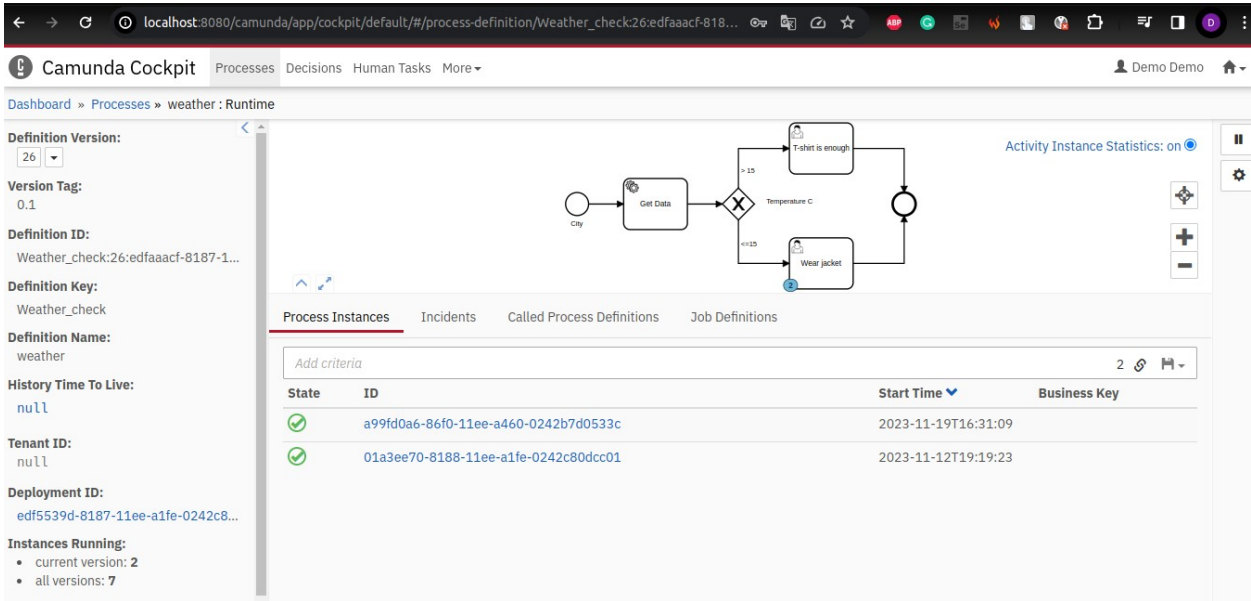 localhost:8080/camunda/app/cockpit/default/#/process-definition/Weather_check:26:edfaaacf-818...
ABP
G
Se
D
Camunda Cockpit Processes Decisions Human Tasks More Demo Demo
Dashboard » Processes » weather : Runtime
Definition Version:
26
Version Tag:
0.1
Definition ID:
Weather_check:26:edfaaacf-8187-1...
Definition Key:
Weather_check
Definition Name:
weather
History Time To Live:
null
Tenant ID:
null
Deployment ID:
edf5539d-8187-11ee-a1fe-0242c8...
Instances Running:
current version: 2
all versions: 7
Activity Instance Statistics: on
City
Get Data
X
Temperature C
> 15
T-shirt is enough
<=15
Wear jacket
2
Process Instances Incidents Called Process Definitions Job Definitions
Add criteria 2
State ID Start Time Business Key
a99fd0a6-86f0-11ee-a460-0242b7d0533c 2023-11-19T16:31:09
01a3ee70-8188-11ee-a1fe-0242c80dcc01 2023-11-12T19:19:23